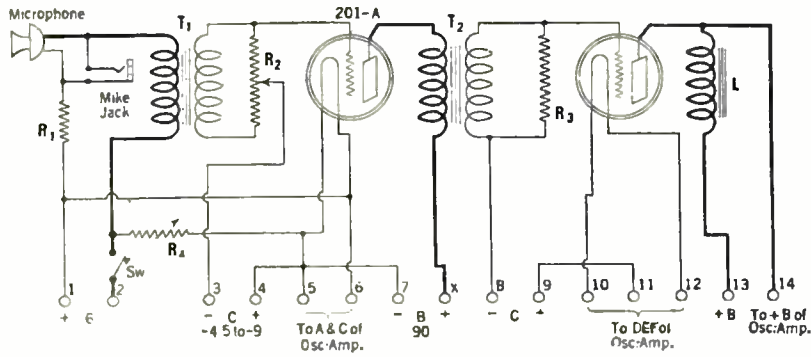 Microphone
T1
201-A
T2
R2
Mike
Jack
R1
R3
L
R4
Sw
1 2 3 4 5 6 7 X B 9 10 11 12 13 14
+ 6 - C + - B + - C + + B To + B of
-4.5 to-9 To A & C of 90 To DEF of Osc.Amp.
Osc.Amp. Osc.Amp.